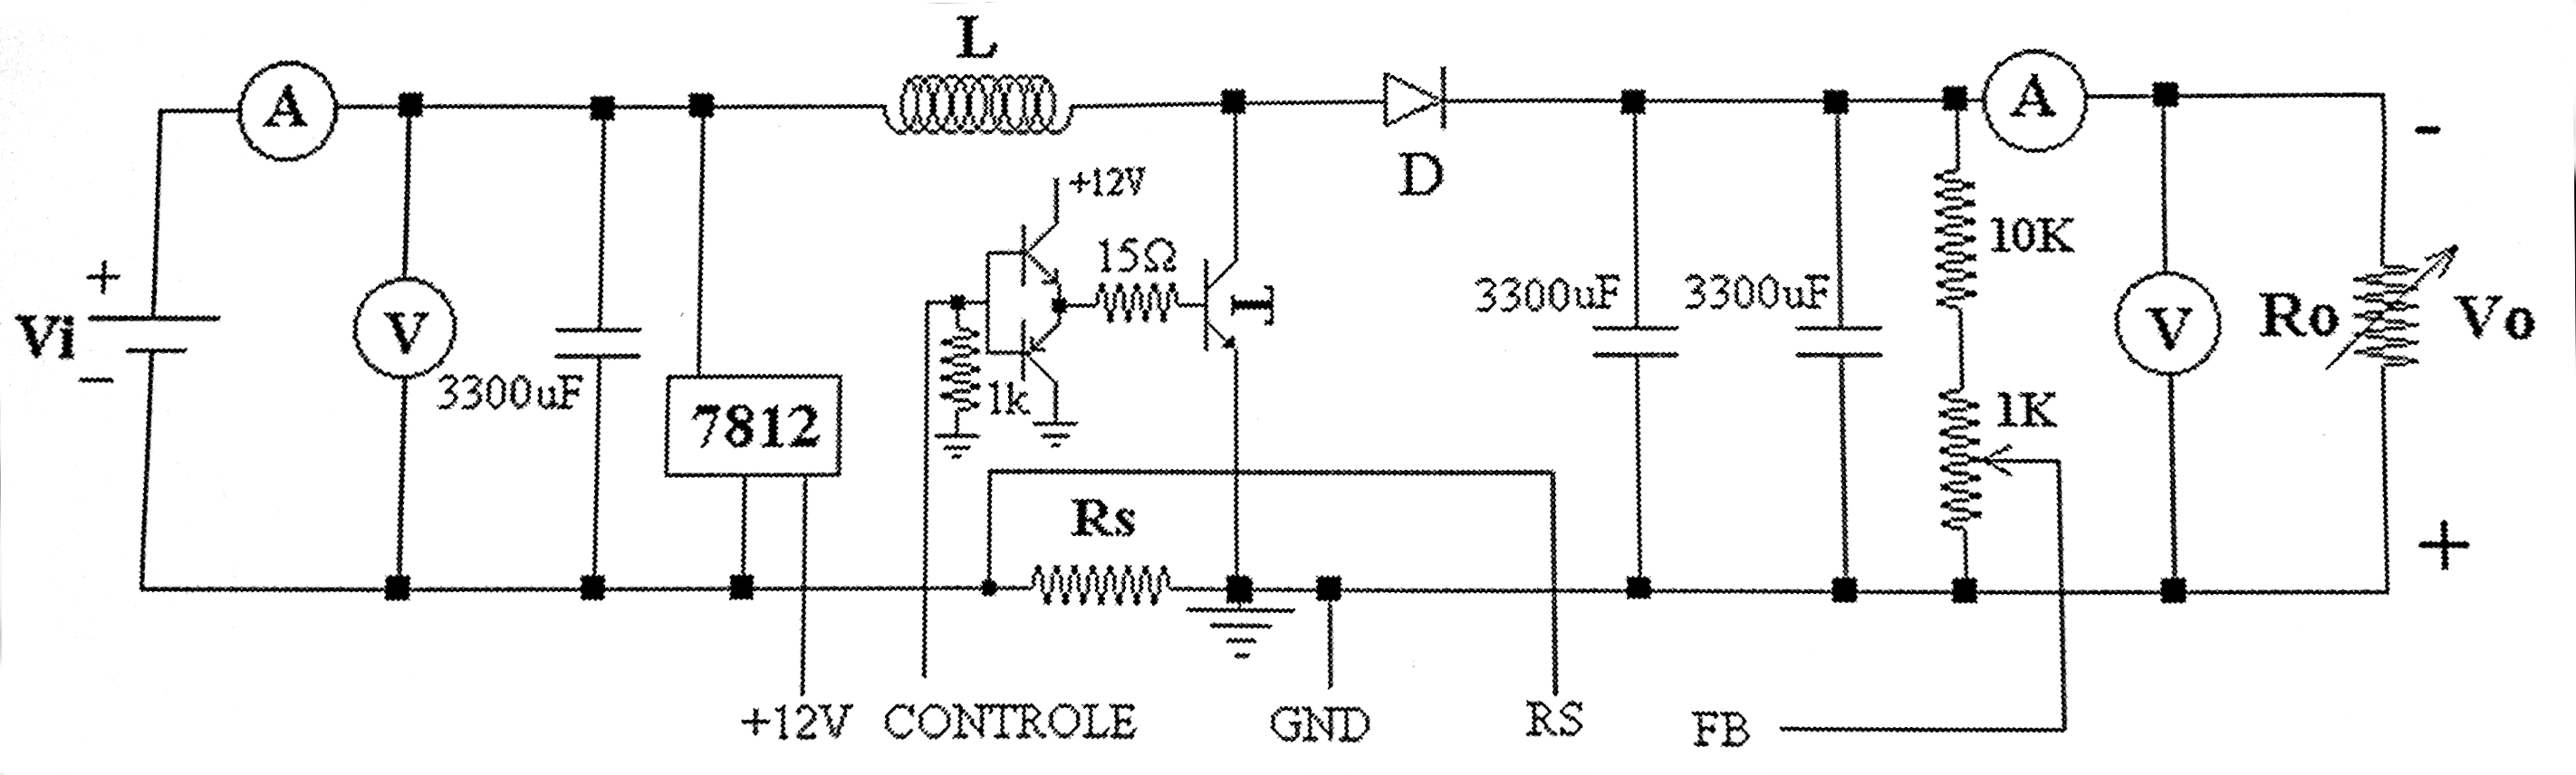 L
A
A
+12V
D
15Ω
10K
+
Vi
-
V
3300uF
7812
1k
T
3300uF
3300uF
1K
V
Ro
-
Vo
+
Rs
+12V
CONTROLE
GND
RS
FB